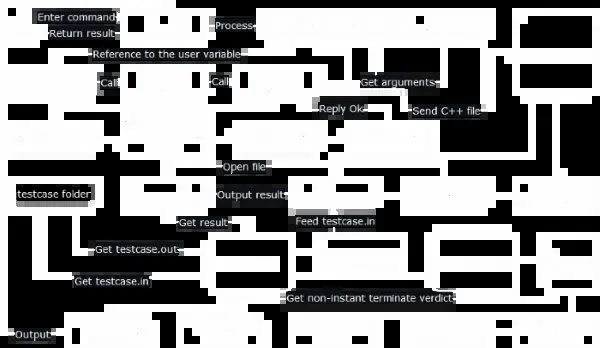 Enter command
Process
Return result
Reference to the user variable
Call
Call
Get arguments
Reply Ok
Send C++ file
Open file
testcase folder
Output result
Get result
Feed testcase.in
Get testcase.out
Get testcase.in
Get non-instant terminate verdict
Output